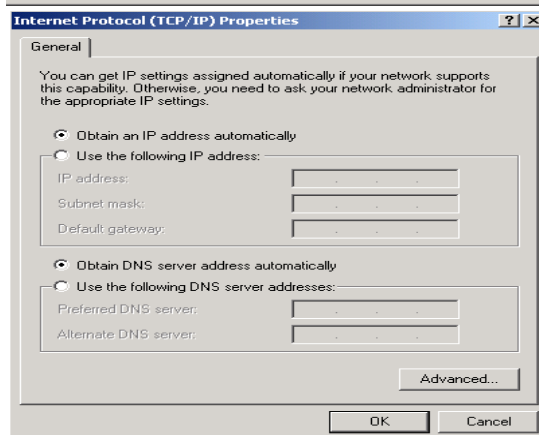 Internet Protocol (TCP/IP) Properties
General
You can get IP settings assigned automatically if your network supports
this capability. Otherwise, you need to ask your network administrator for
the appropriate IP settings.
Obtain an IP address automatically
Use the following IP address:
IP address:
Subnet mask:
Default gateway:
Obtain DNS server address automatically
Use the following DNS server addresses:
Preferred DNS server:
Alternate DNS server:
Advanced...
OK Cancel